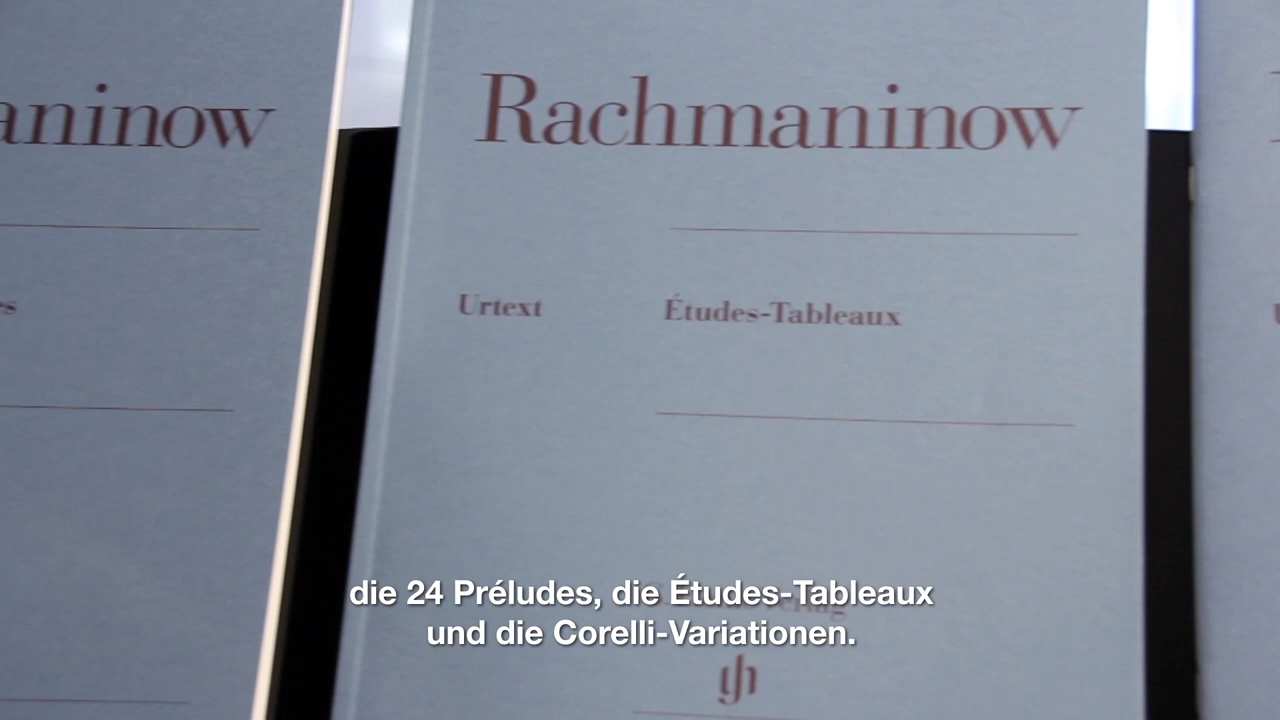 aninow
Rachmaninow
Urtext
Études-Tableaux
die 24 Préludes, die Études-Tableaux
und die Corelli-Variationen.